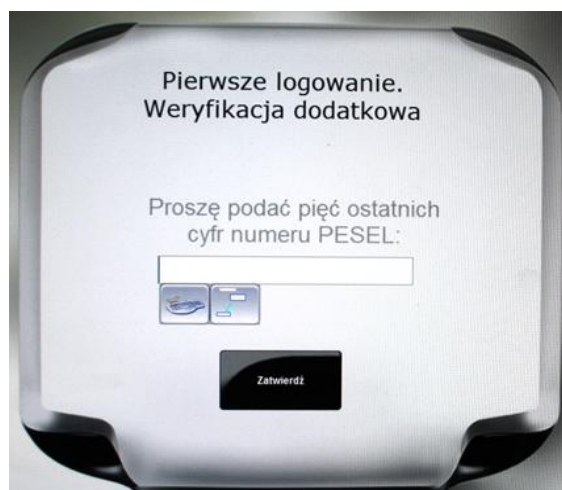 Pierwsze logowanie.
Weryfikacja dodatkowa
Proszę podać pięć ostatnich
cyfr numeru PESEL:
Zatwierdź